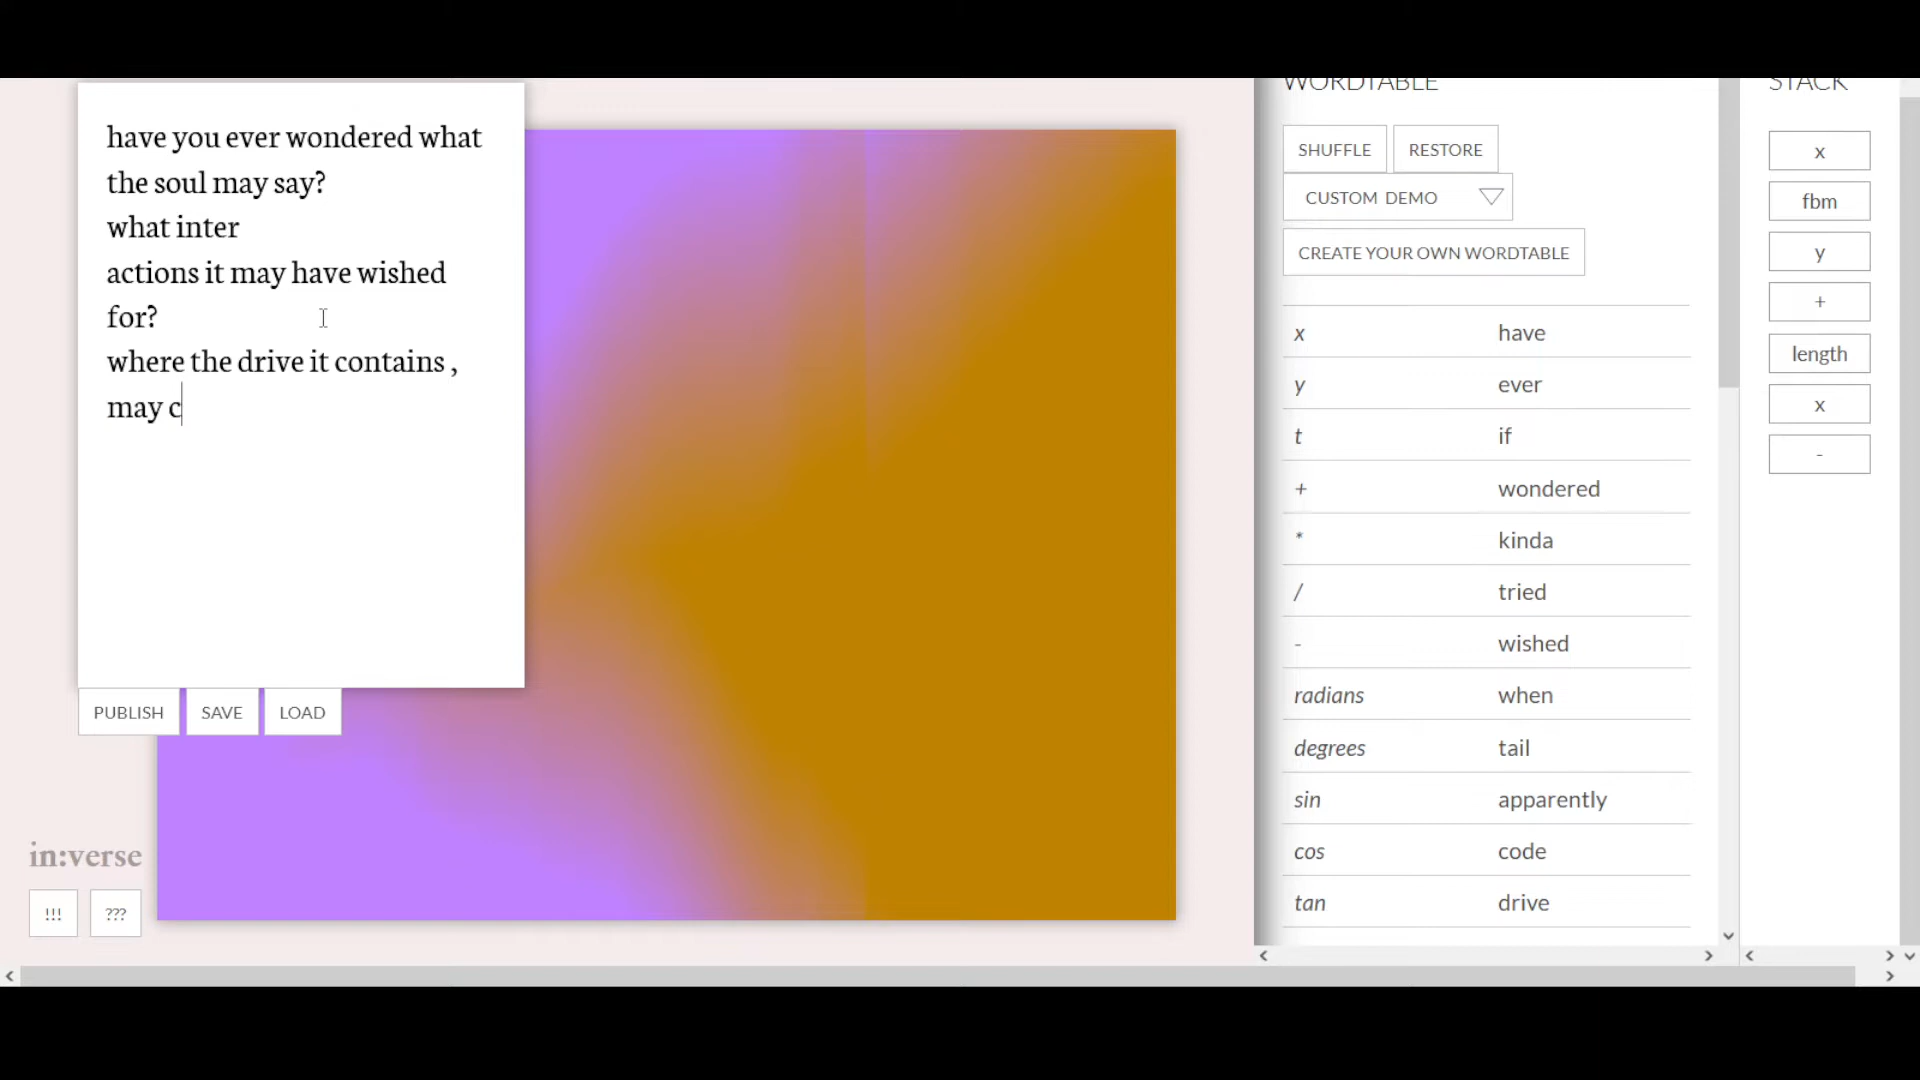 have you ever wondered what
the soul may say?
what inter
actions it may have wished
for?
where the drive it contains ,
may c
PUBLISH
SAVE
LOAD
in:verse
!!!
???
WORDTABLE
SHUFFLE
RESTORE
CUSTOM DEMO
CREATE YOUR OWN WORDTABLE
x have
y ever
t if
+ wondered
* kinda
/ tried
- wished
radians when
degrees tail
sin apparently
cos code
tan drive
STACK
x
fbm
y
+
length
x
-